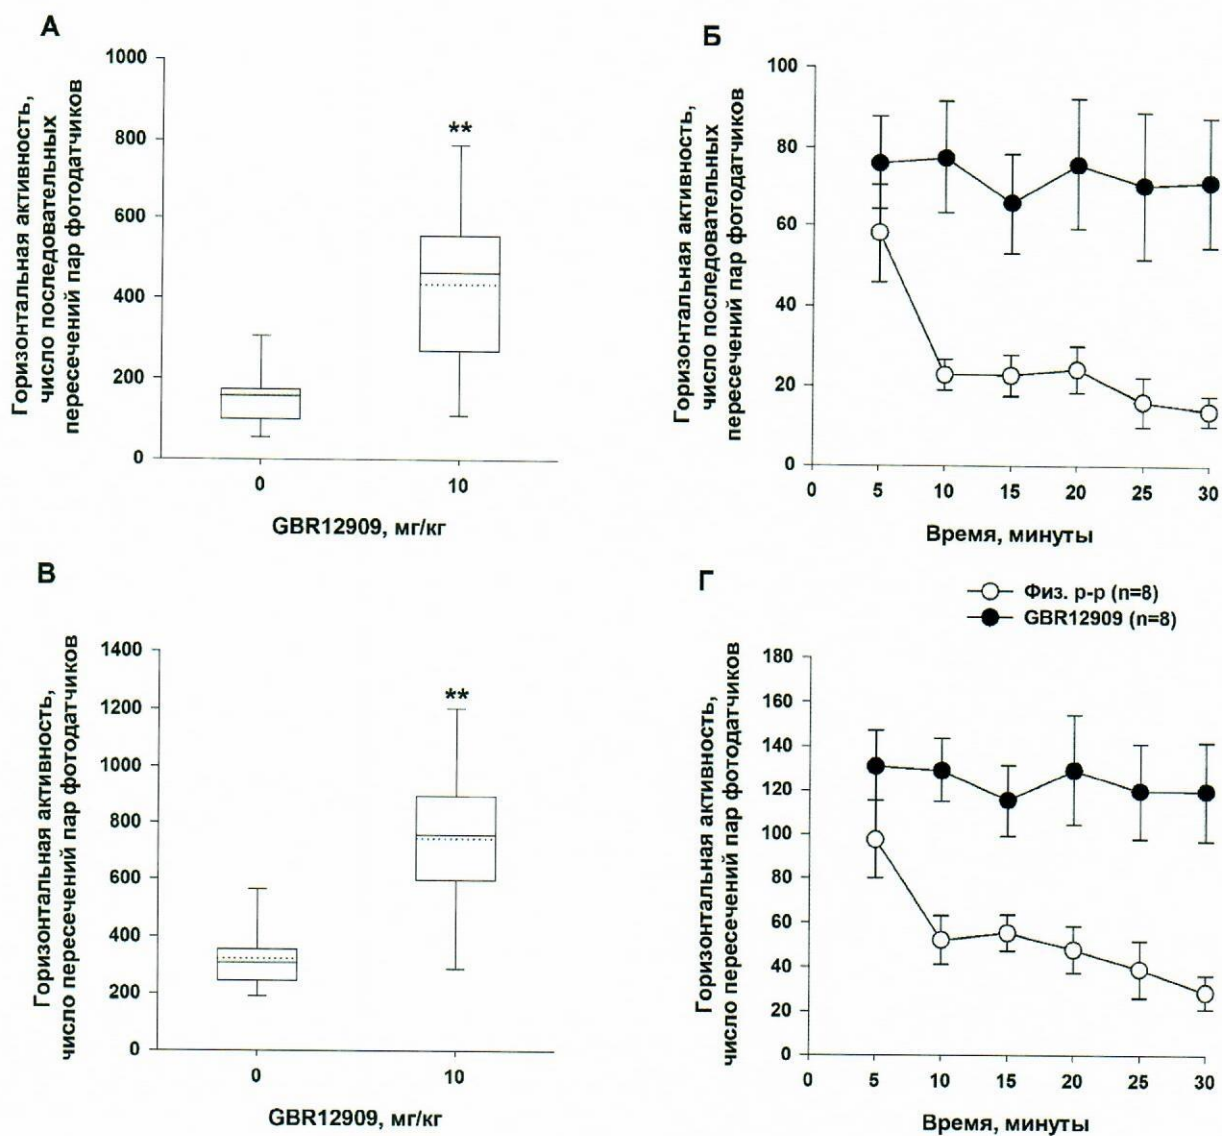 А
Горизонтальная активность,
число последовательных
пересечений пар фотодатчиков
1000
800
600
400
200
0
**
0
10
GBR12909, мг/кг
Б
Горизонтальная активность,
число последовательных
пересечений пар фотодатчиков
100
80
60
40
20
0
0
5
10
15
20
25
30
Время, минуты
В
Горизонтальная активность,
число пересечений пар фотодатчиков
1400
1200
1000
800
600
400
200
0
**
0
10
GBR12909, мг/кг
Г
Физ. р-р (n=8)
GBR12909 (n=8)
Горизонтальная активность,
число пересечений пар фотодатчиков
180
160
140
120
100
80
60
40
20
0
0
5
10
15
20
25
30
Время, минуты